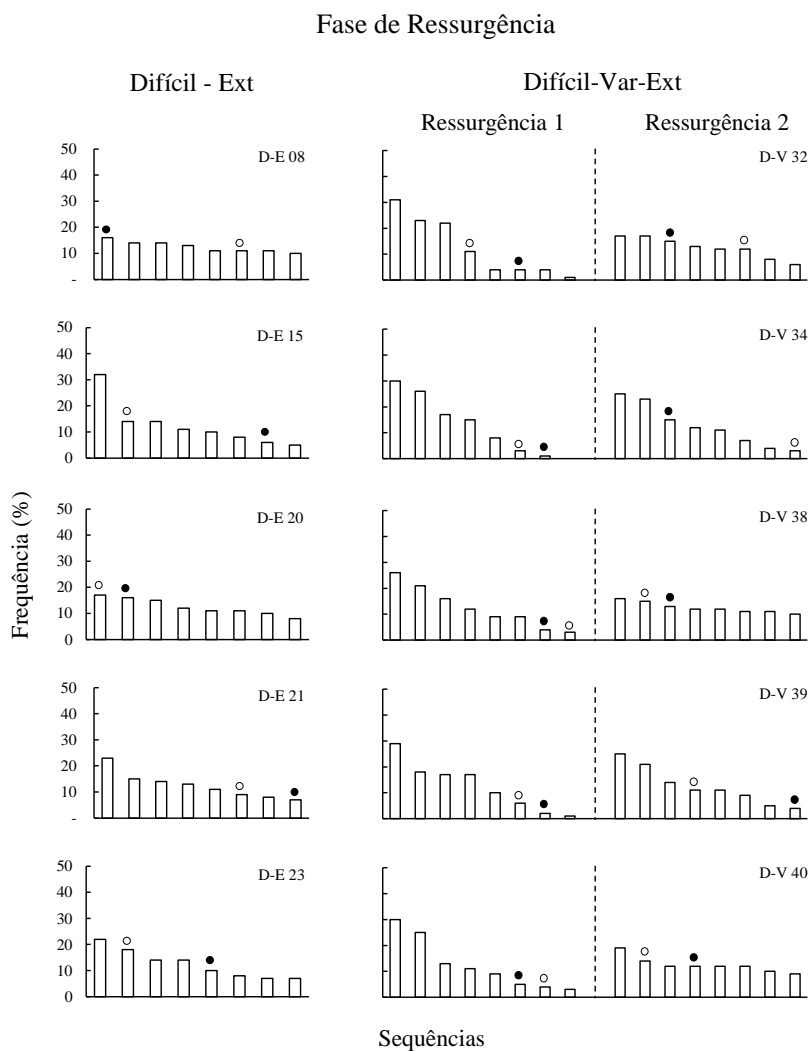 Fase de Ressurgência
Difícil - Ext
Difícil-Var-Ext
Ressurgência 1
Ressurgência 2
50
40
30
20
10
-
D-E 08
D-V 32
50
40
30
20
10
0
D-E 15
D-V 34
50
40
30
20
10
0
D-E 20
D-V 38
50
40
30
20
10
-
D-E 21
D-V 39
50
40
30
20
10
0
D-E 23
D-V 40
Frequência (%)
Sequências